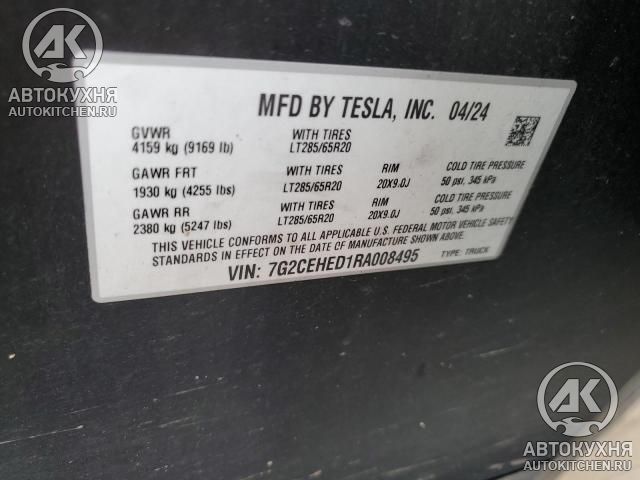 AK
АВТОКУХНЯ
AUTOKITCHEN.RU
MFD BY TESLA, INC. 04/24
GVWR WITH TIRES
4159 kg (9169 lb) LT285/65R20
GAWR FRT WITH TIRES RIM COLD TIRE PRESSURE
1930 kg (4255 lbs) LT285/65R20 20X9.0J 50 psi, 345 kPa
GAWR RR WITH TIRES RIM COLD TIRE PRESSURE
2380 kg (5247 lbs) LT285/65R20 20X9.0J 50 psi, 345 kPa
THIS VEHICLE CONFORMS TO ALL APPLICABLE U.S. FEDERAL MOTOR VEHICLE SAFETY
STANDARDS IN EFFECT ON THE DATE OF MANUFACTURE SHOWN ABOVE.
VIN: 7G2CEHED1RA008495 TYPE: TRUCK
AK
АВТОКУХНЯ
AUTOKITCHEN.RU